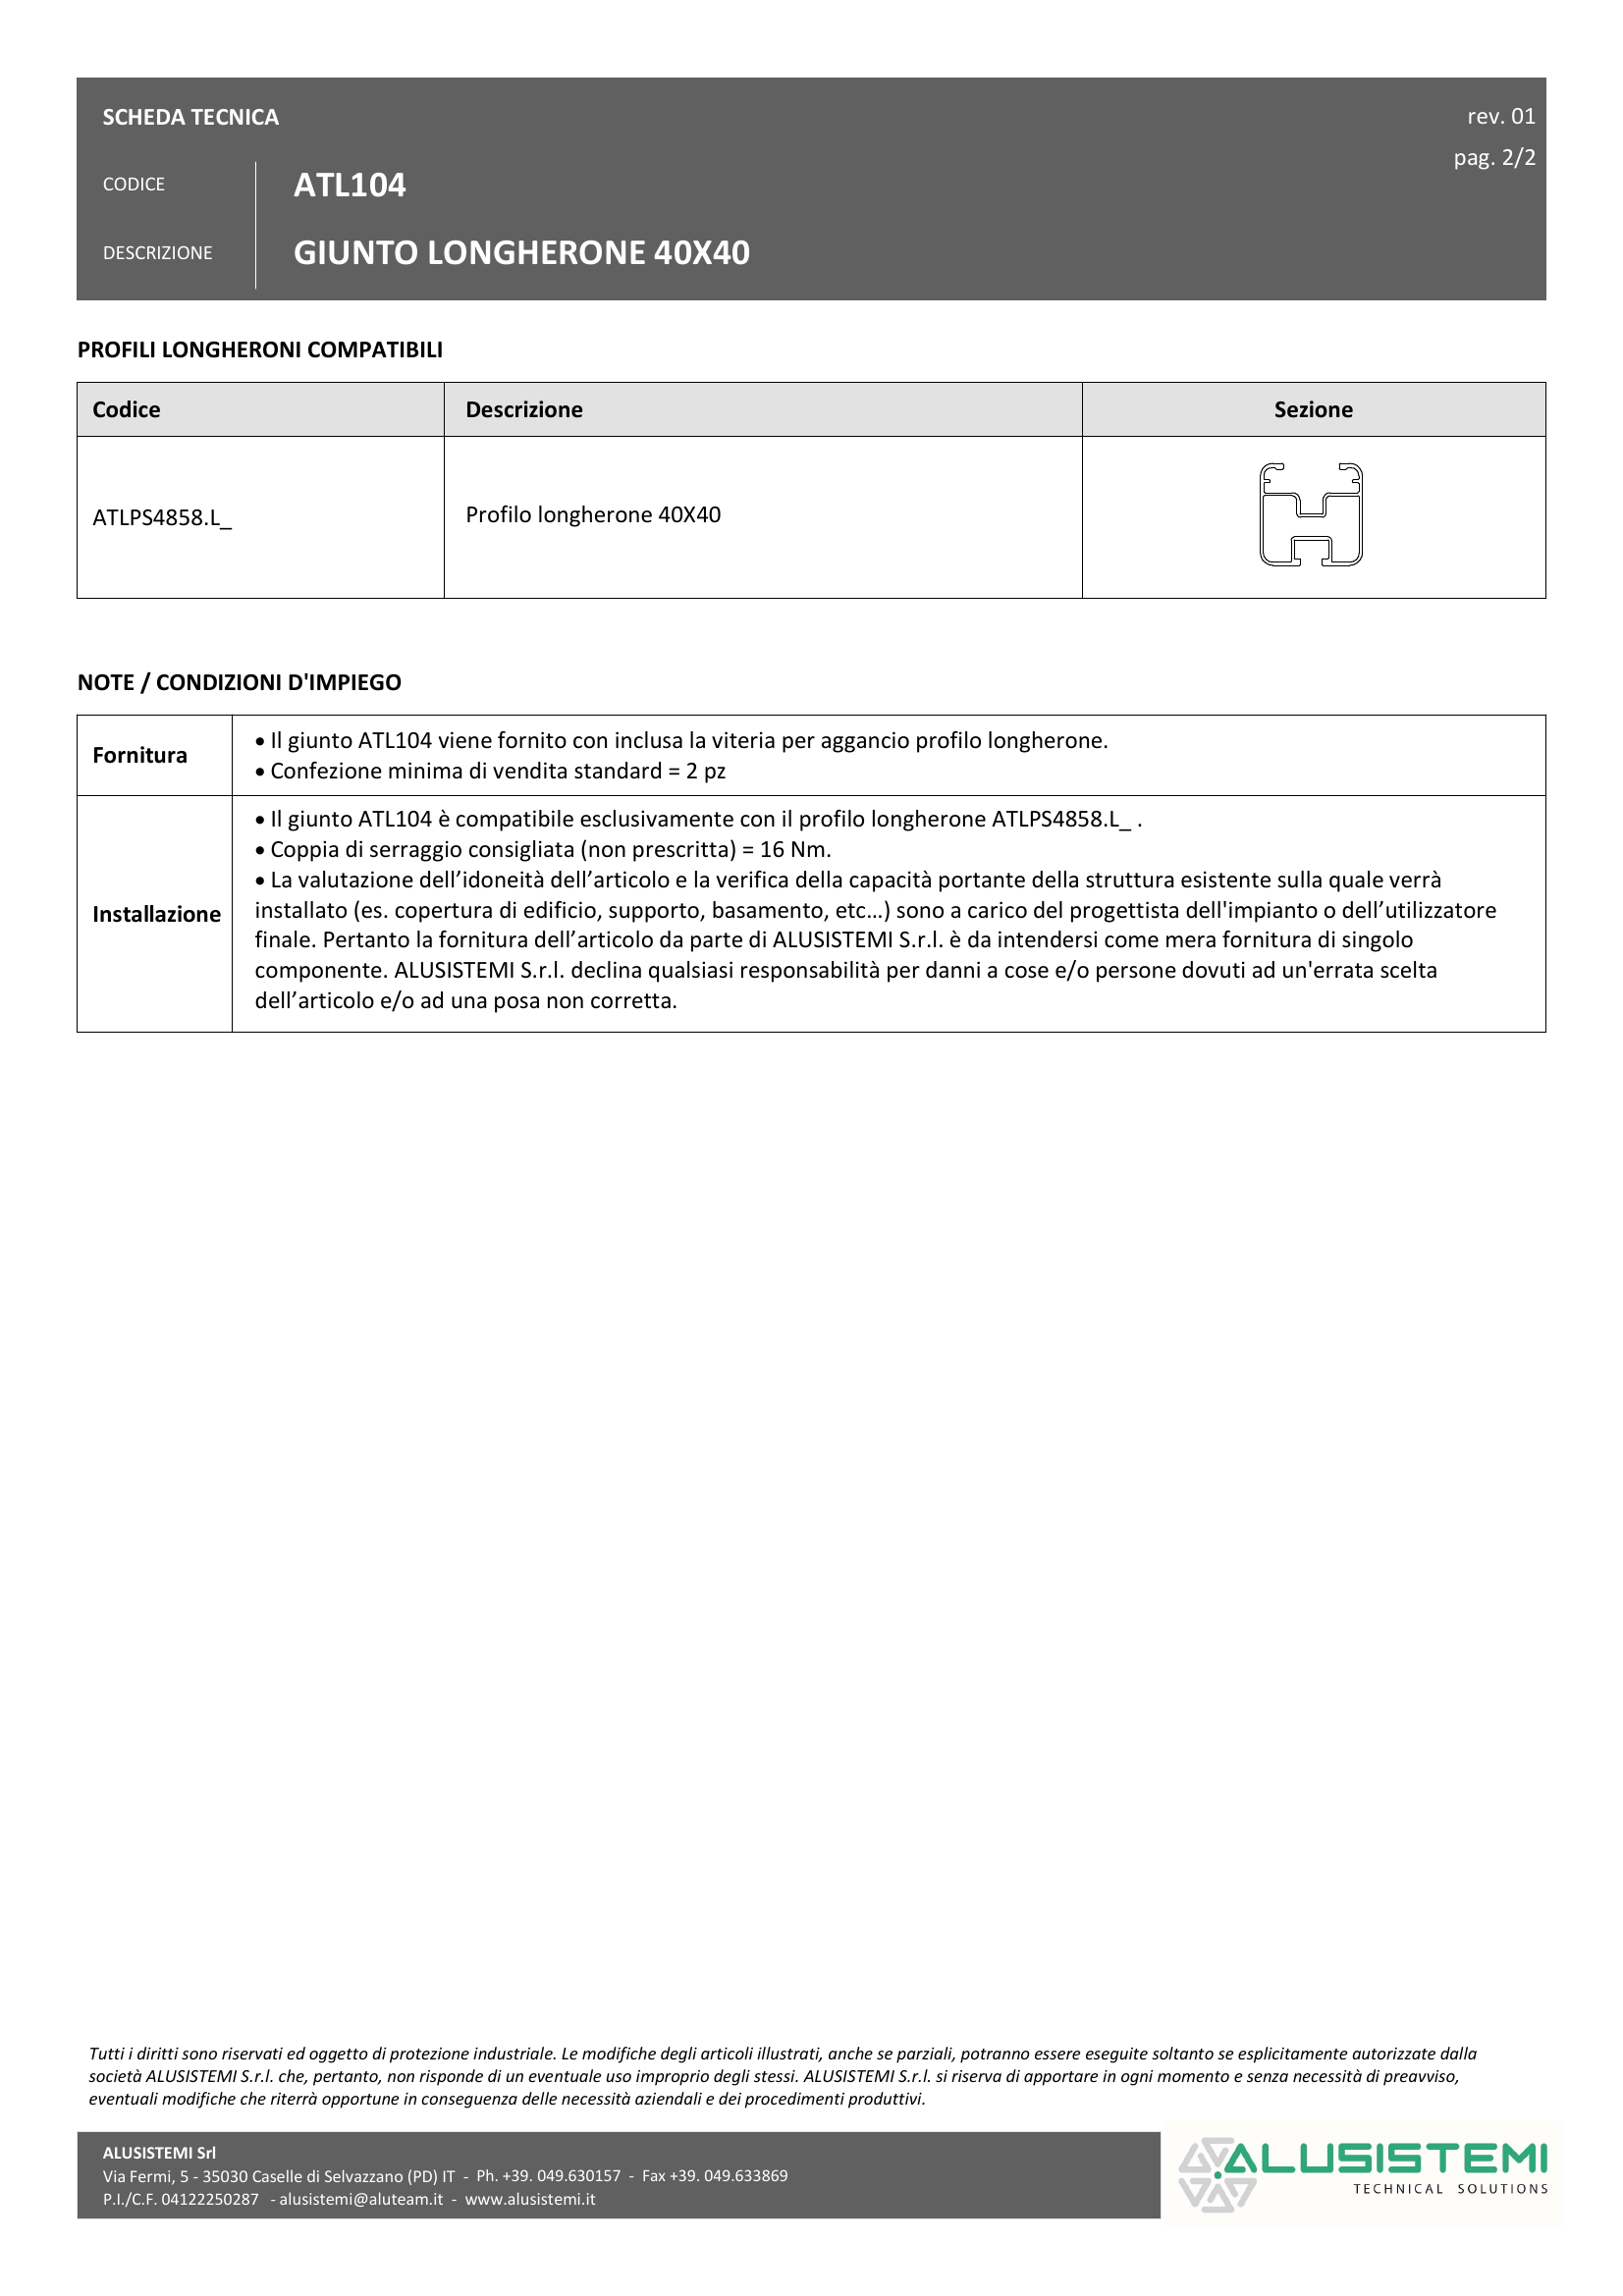 SCHEDA TECNICA
rev. 01
pag. 2/2
CODICE
ATL104
DESCRIZIONE
GIUNTO LONGHERONE 40X40
PROFILI LONGHERONI COMPATIBILI
Codice Descrizione Sezione
ATLPS4858.L_ Profilo longherone 40X40
NOTE / CONDIZIONI D'IMPIEGO
Fornitura
• Il giunto ATL104 viene fornito con inclusa la viteria per aggancio profilo longherone.
• Confezione minima di vendita standard = 2 pz
Installazione
• Il giunto ATL104 è compatibile esclusivamente con il profilo longherone ATLPS4858.L_ .
• Coppia di serraggio consigliata (non prescritta) = 16 Nm.
• La valutazione dell’idoneità dell’articolo e la verifica della capacità portante della struttura esistente sulla quale verrà
installato (es. copertura di edificio, supporto, basamento, etc…) sono a carico del progettista dell'impianto o dell’utilizzatore
finale. Pertanto la fornitura dell’articolo da parte di ALUSISTEMI S.r.l. è da intendersi come mera fornitura di singolo
componente. ALUSISTEMI S.r.l. declina qualsiasi responsabilità per danni a cose e/o persone dovuti ad un'errata scelta
dell’articolo e/o ad una posa non corretta.
Tutti i diritti sono riservati ed oggetto di protezione industriale. Le modifiche degli articoli illustrati, anche se parziali, potranno essere eseguite soltanto se esplicitamente autorizzate dalla
società ALUSISTEMI S.r.l. che, pertanto, non risponde di un eventuale uso improprio degli stessi. ALUSISTEMI S.r.l. si riserva di apportare in ogni momento e senza necessità di preavviso,
eventuali modifiche che riterrà opportune in conseguenza delle necessità aziendali e dei procedimenti produttivi.
ALUSISTEMI Srl
Via Fermi, 5 - 35030 Caselle di Selvazzano (PD) IT - Ph. +39. 049.630157 - Fax +39. 049.633869
P.I./C.F. 04122250287 - alusistemi@aluteam.it - www.alusistemi.it
ALUSISTEMI
TECHNICAL SOLUTIONS